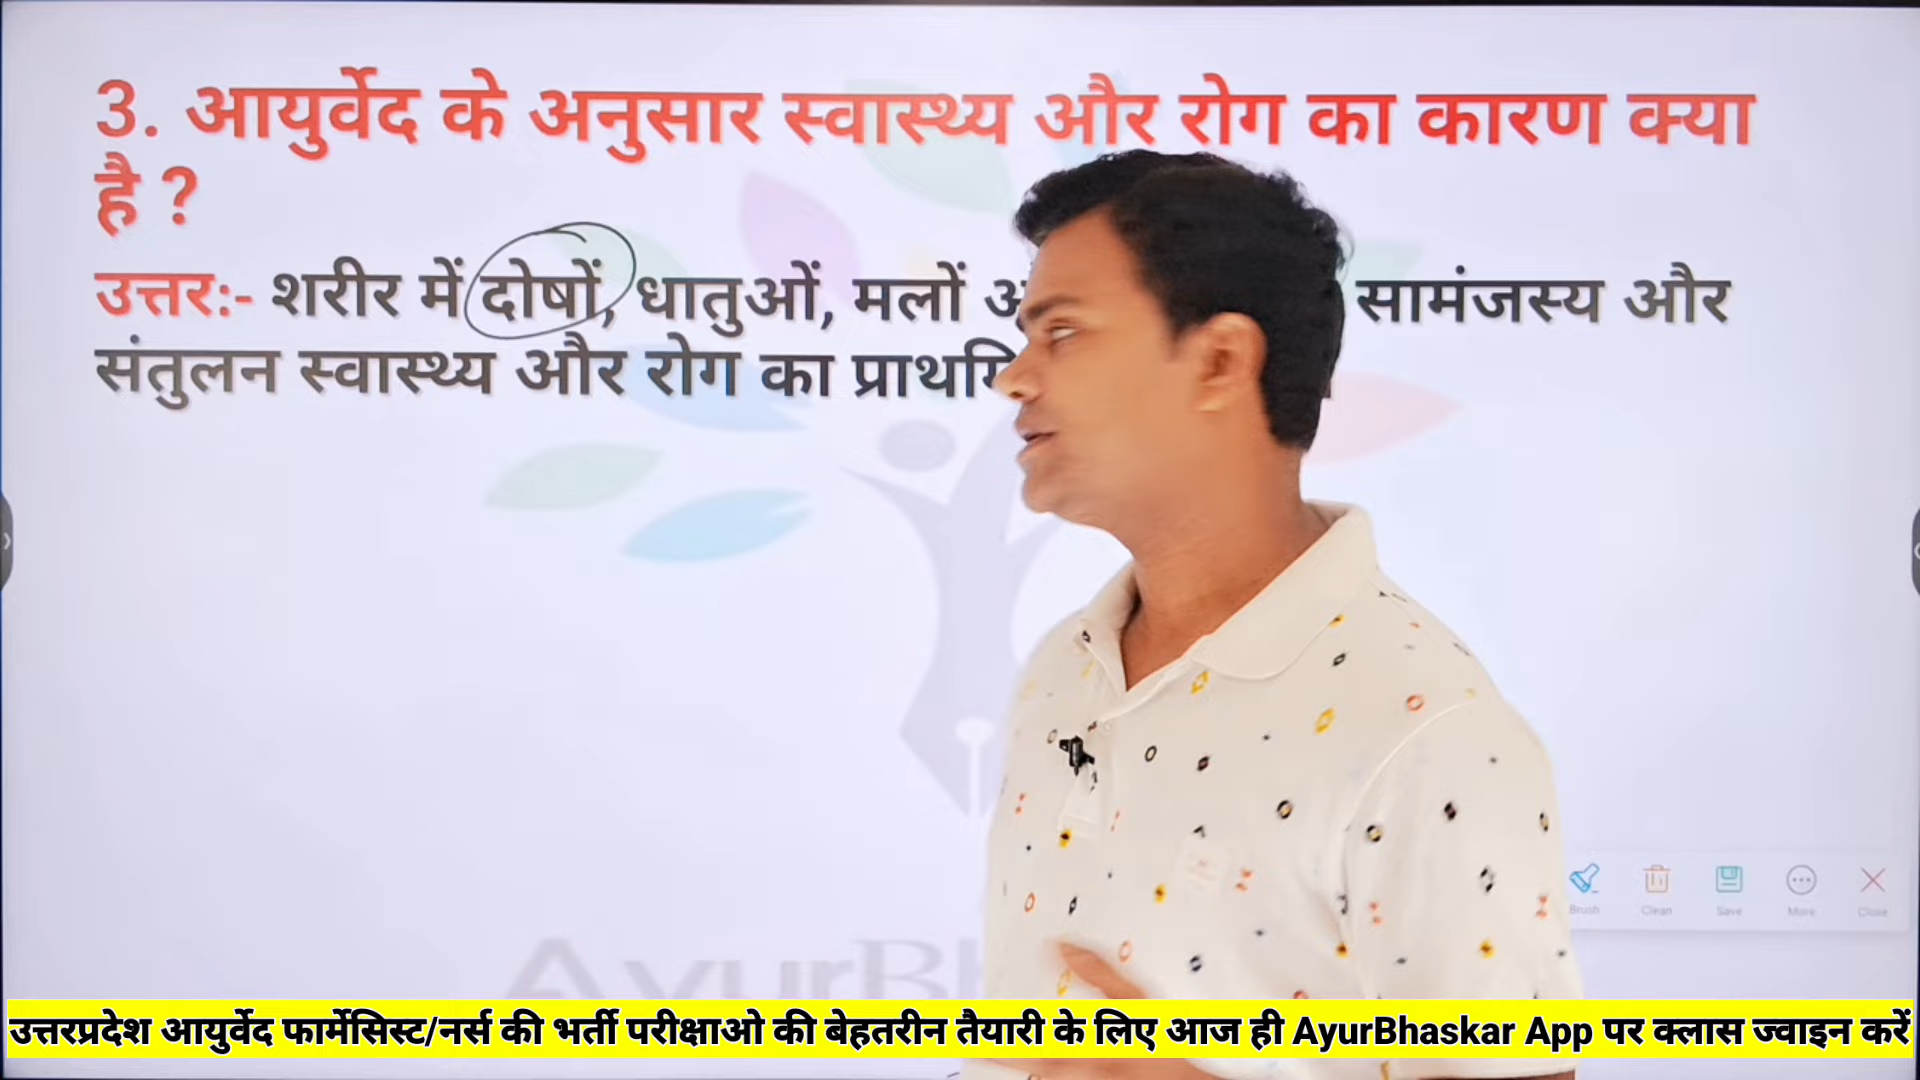 3. आयुर्वेद के अनुसार स्वास्थ्य और रोग का कारण क्या
है ?
उत्तर:- शरीर में दोषों, धातुओं, मलों सामंजस्य और
संतुलन स्वास्थ्य और रोग का
Brush Clean Save More Close
उत्तरप्रदेश आयुर्वेद फार्मेसिस्ट/नर्स की भर्ती परीक्षाओ की बेहतरीन तैयारी के लिए आज ही AyurBhaskar App पर क्लास ज्वाइन करें